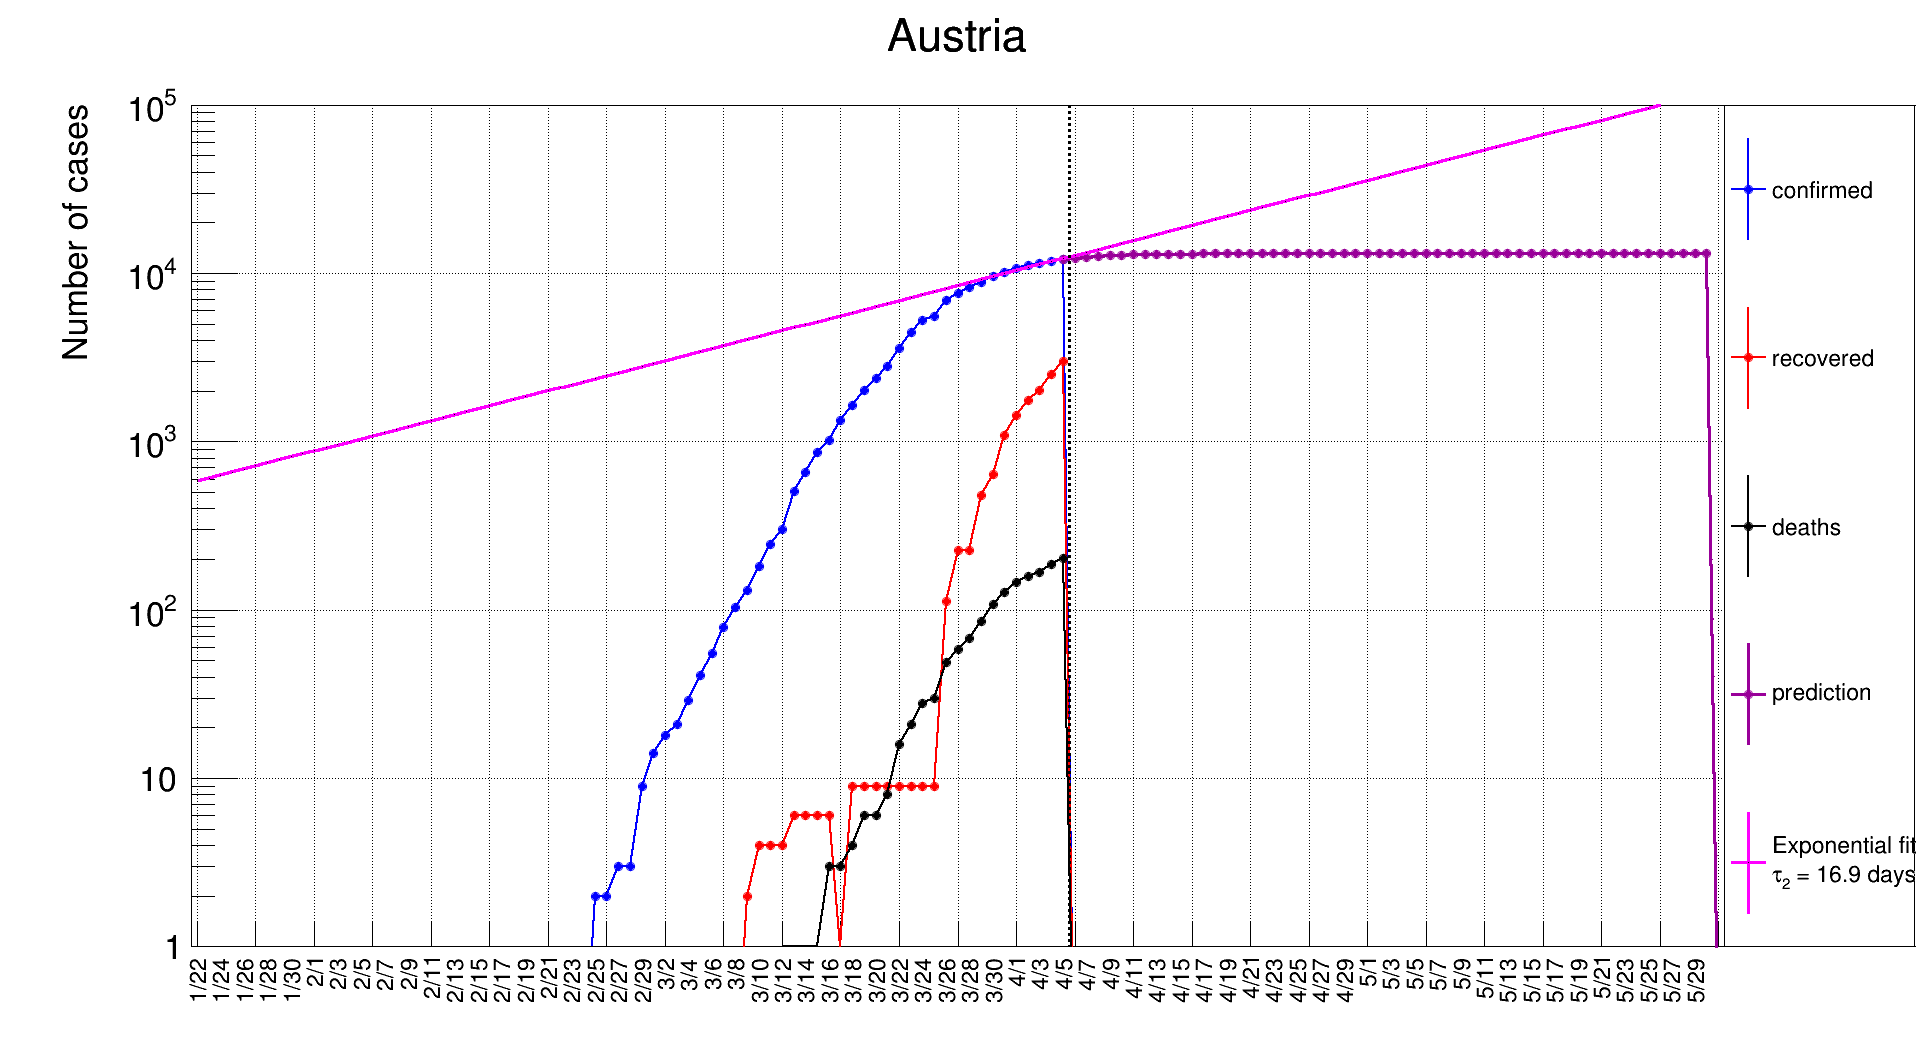 Austria
Number of cases
10^5
10^4
10^3
10^2
10
1
1/22 1/24 1/26 1/28 1/30 2/1 2/3 2/5 2/7 2/9 2/11 2/13 2/15 2/17 2/19 2/21 2/23 2/25 2/27 2/29 3/2 3/4 3/6 3/8 3/10 3/12 3/14 3/16 3/18 3/20 3/22 3/24 3/26 3/28 3/30 4/1 4/3 4/5 4/7 4/9 4/11 4/13 4/15 4/17 4/19 4/21 4/23 4/25 4/27 4/29 5/1 5/3 5/5 5/7 5/9 5/11 5/13 5/15 5/17 5/19 5/21 5/23 5/25 5/27 5/29
confirmed
recovered
deaths
prediction
Exponential fit
τ₂ = 16.9 days